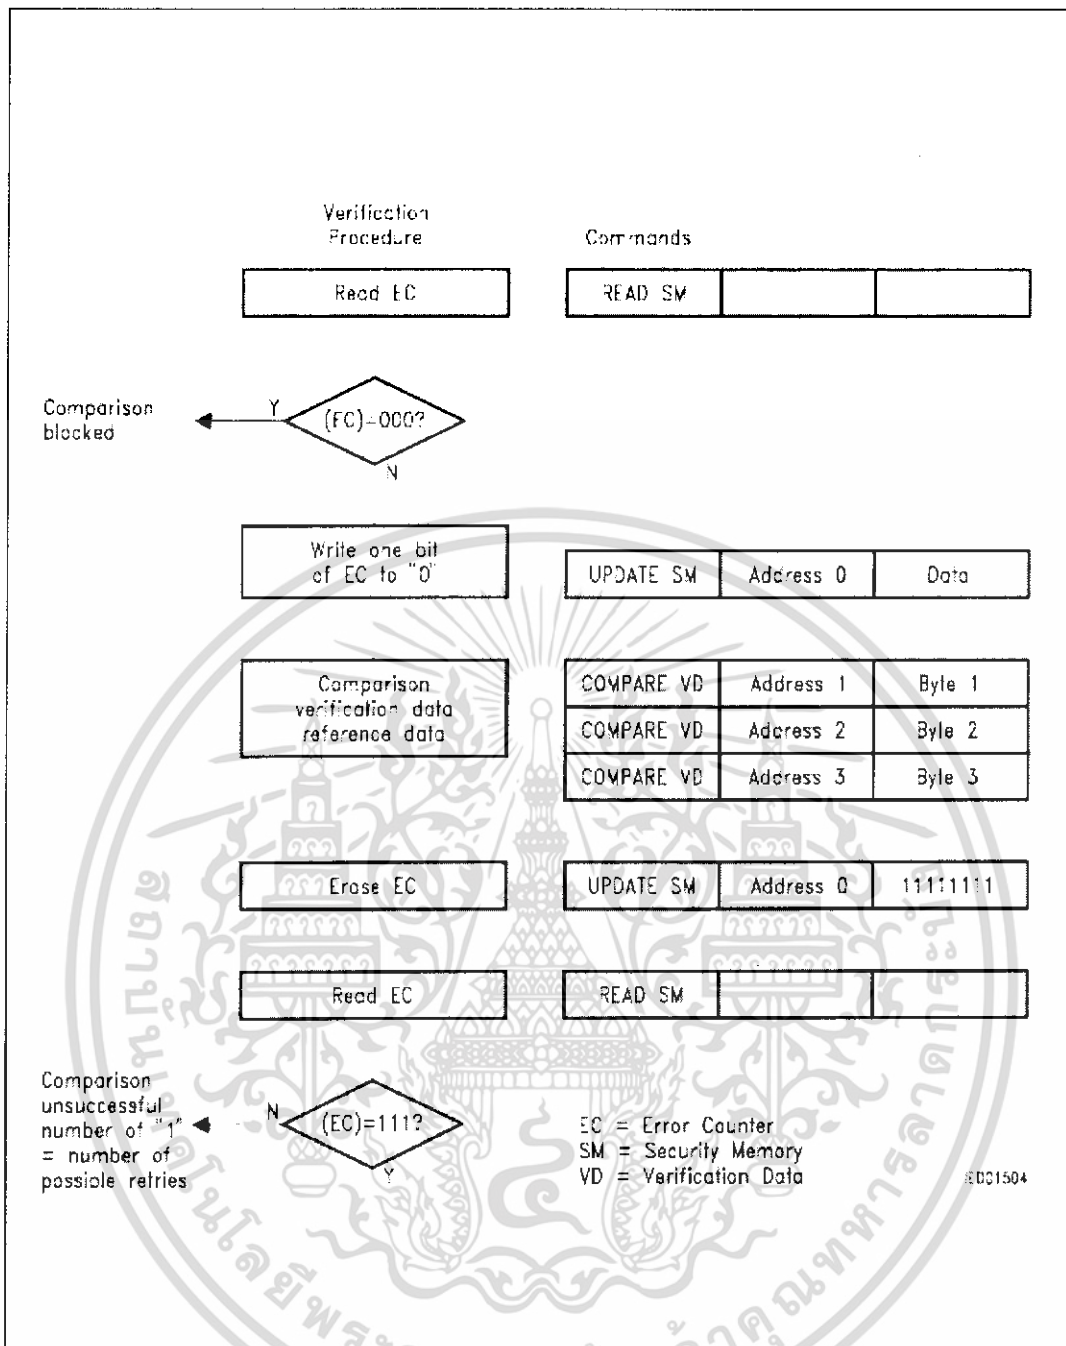 Verification
Procedure
Commands
Read EC
READ SM
(EC)=000?
Y
N
Comparison
blocked
Write one bit
of EC to "0"
UPDATE SM Address 0 Data
Comparison
verification data
reference data
COMPARE VD Address 1 Byte 1
COMPARE VD Address 2 Byte 2
COMPARE VD Address 3 Byte 3
Erase EC
UPDATE SM Address 0 11111111
Read EC
READ SM
(EC)=111?
N
Y
Comparison
unsuccessful
number of "1"
= number of
possible retries
EC = Error Counter
SM = Security Memory
VD = Verification Data